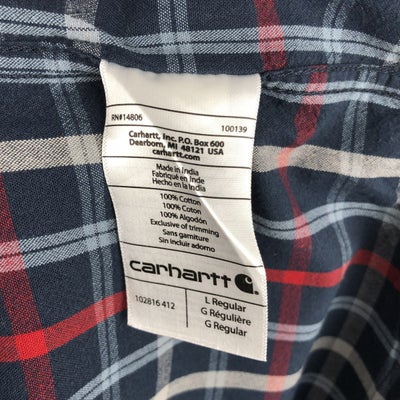 RN#14806 100139
Carhartt, Inc. P.O. Box 600
Dearborn, MI 48121 USA
carhartt.com
Made in India
Fabriqué en Inde
Hecho en la India
100% Cotton
100% Coton
100% Algodón
Exclusive of trimming
Sans garniture
Sin incluir adorno
carhartt
102816 412
L Regular
G Régulière
G Regular